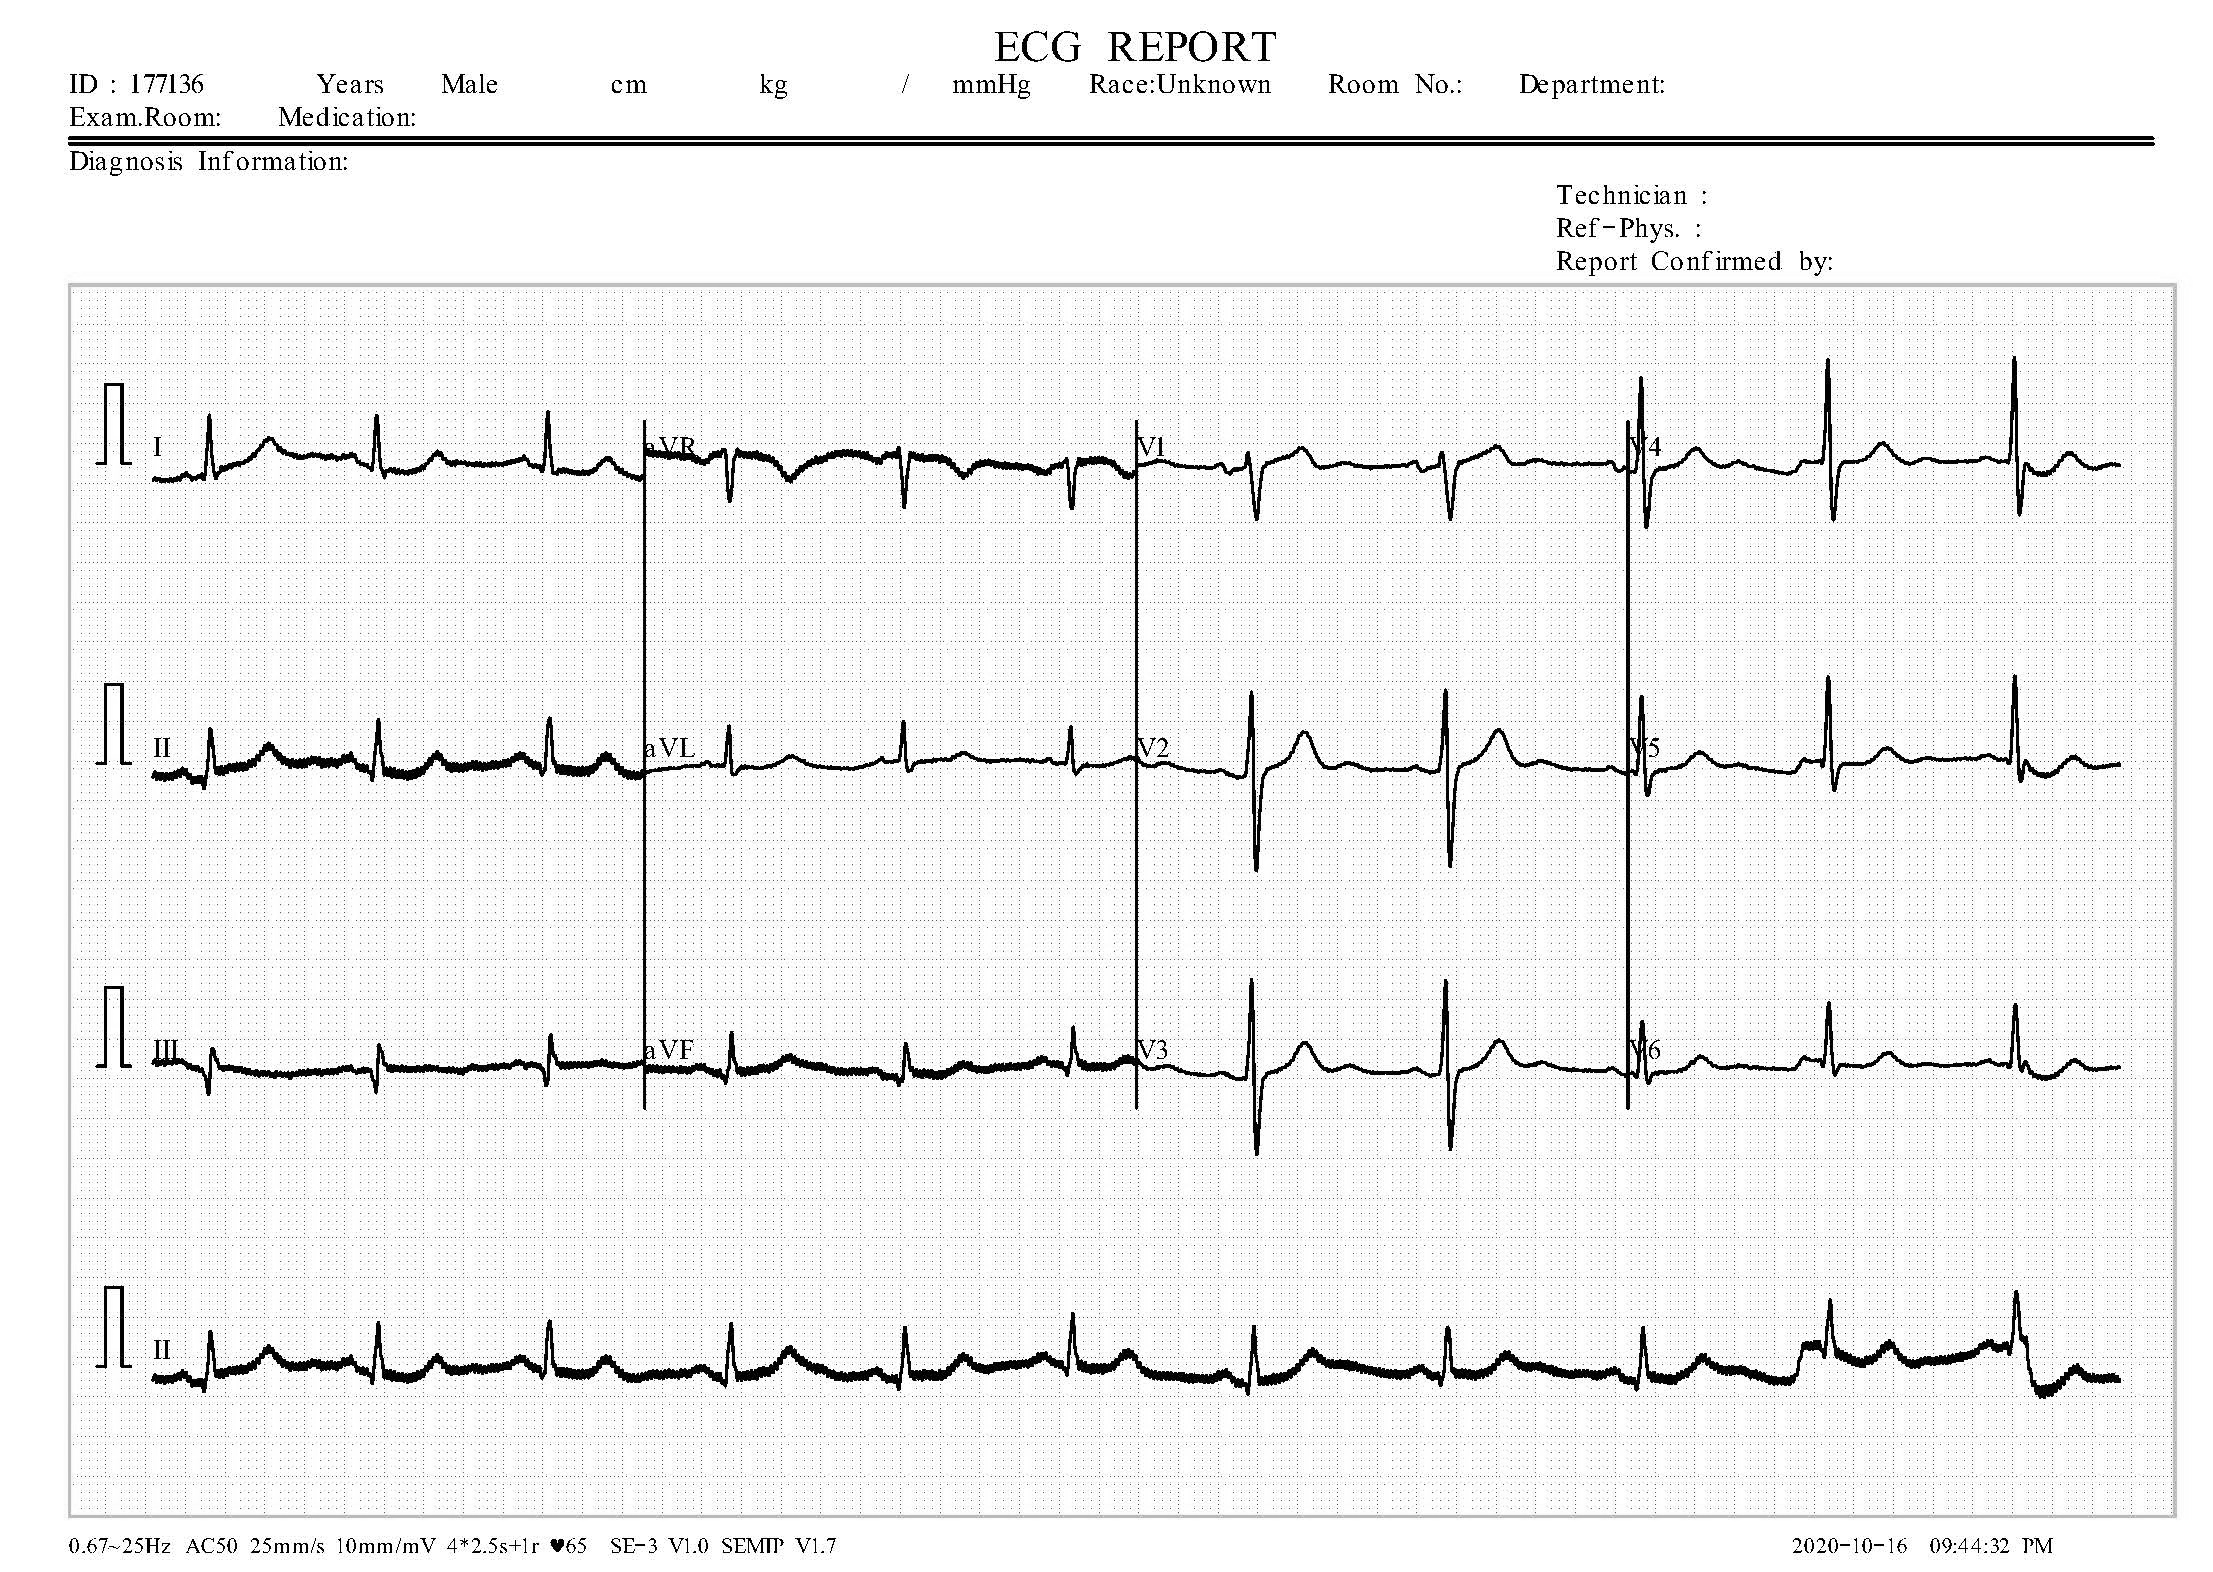 ECG REPORT
ID : 177136 Years Male cm kg / mmHg Race:Unknown Room No.: Department:
Exam.Room: Medication:
Diagnosis Information:
Technician :
Ref-Phys. :
Report Confirmed by:
I aVR V1 V4
II aVL V2 V5
III aVF V3 V6
II
0.67~25Hz AC50 25mm/s 10mm/mV 4*2.5s+1r ♥65 SE-3 V1.0 SEMIP V1.7 2020-10-16 09:44:32 PM